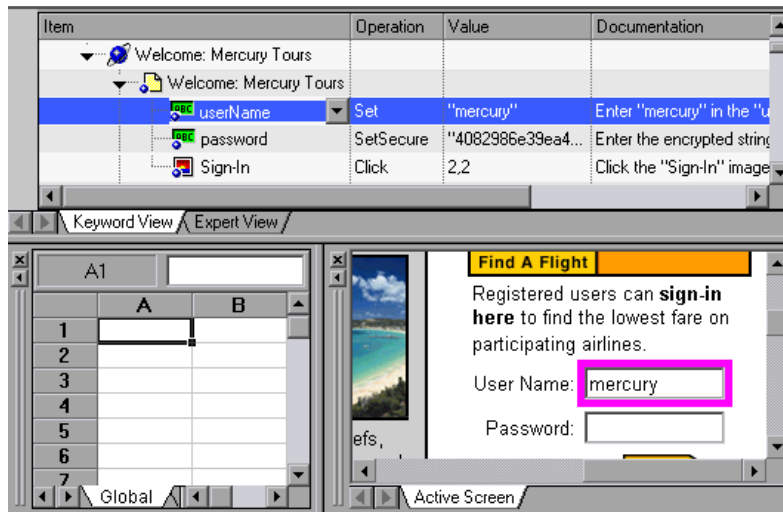 Item Operation Value Documentation
Welcome: Mercury Tours
Welcome: Mercury Tours
ABC userName Set "mercury" Enter "mercury" in the "u
ABC password SetSecure "4082986e39ea4... Enter the encrypted string
Sign-In Click 2,2 Click the "Sign-In" image
Keyword View Expert View
A1
A B
1
2
3
4
5
6
7
Global
Find A Flight
Registered users can sign-in
here to find the lowest fare on
participating airlines.
User Name: mercury
Password:
efs,
Active Screen